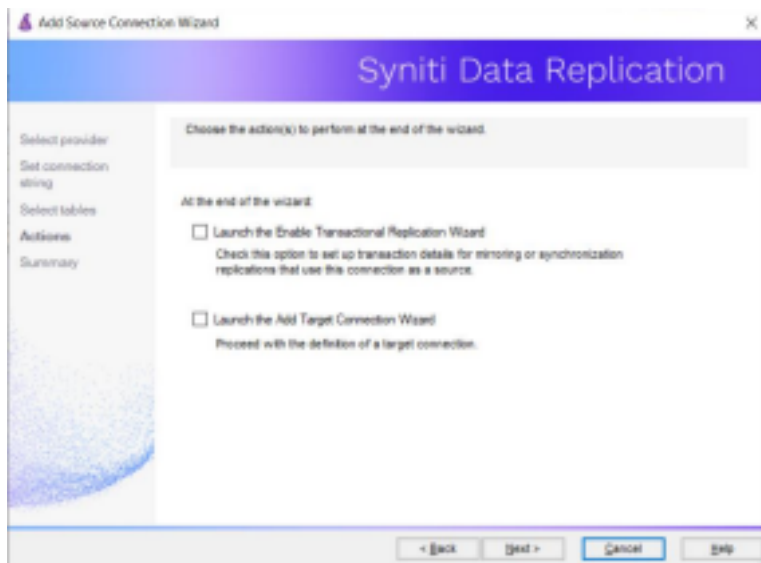 Add Source Connection Wizard
Syniti Data Replication
Select provider
Set connection
string
Select tables
Actions
Summary
Choose the action(s) to perform at the end of the wizard.
At the end of the wizard:
Launch the Enable Transactional Replication Wizard
Check this option to set up transaction details for mirroring or synchronization
replications that use this connection as a source.
Launch the Add Target Connection Wizard
Proceed with the definition of a target connection.
< Back
Next >
Cancel
Help